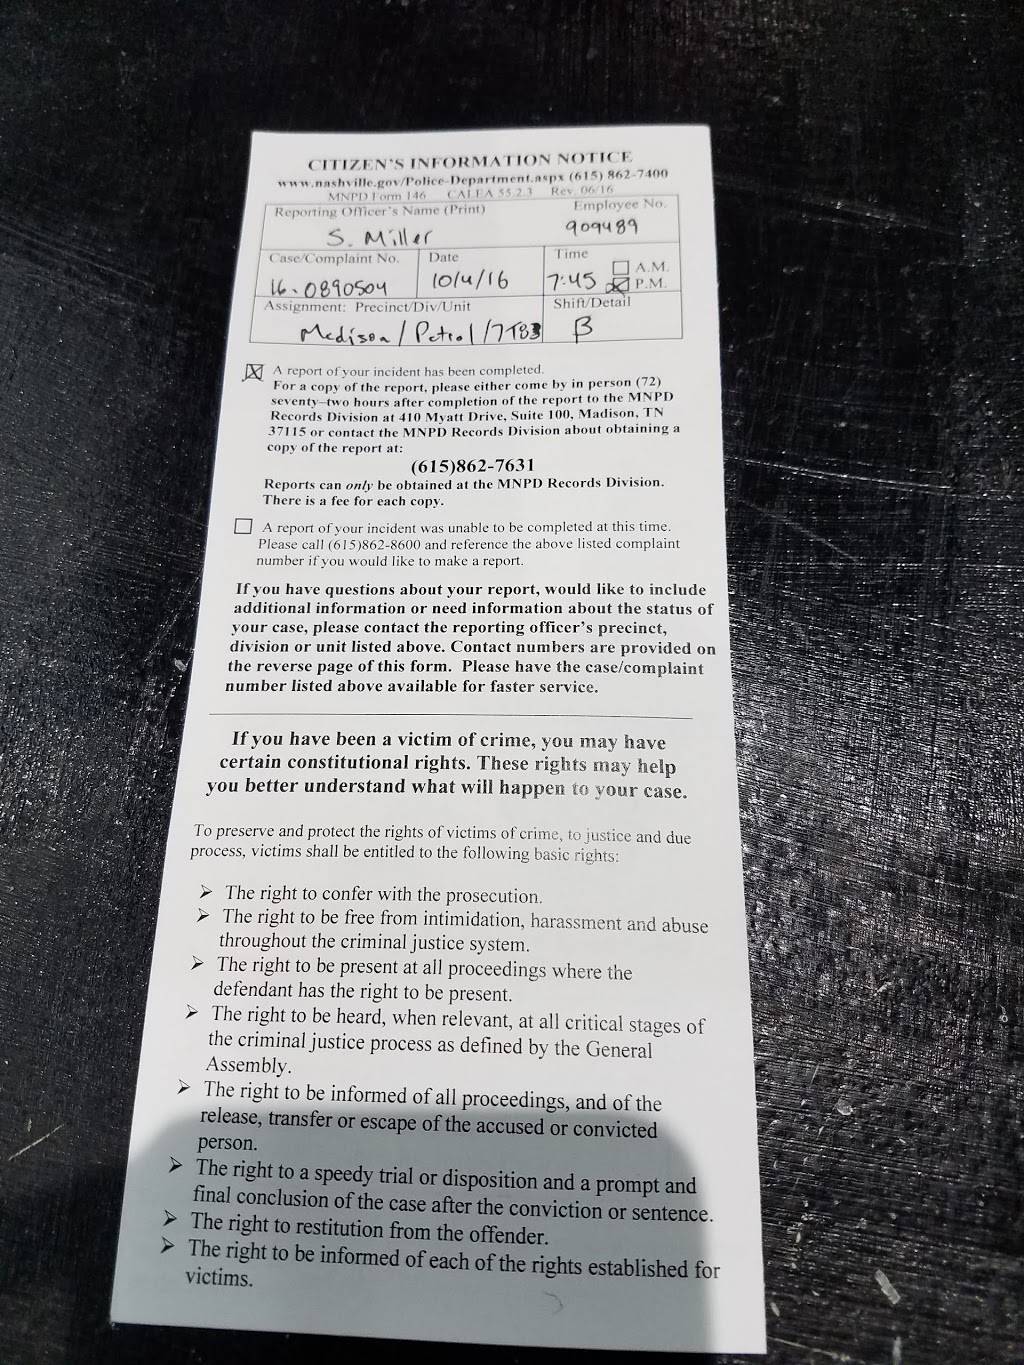 CITIZEN'S INFORMATION NOTICE
www.nashville.gov/Police-Department.aspx (615) 862-7400
MNPD Form 146 CALEA 55.2.3 Rev. 06/16
Reporting Officer's Name (Print) Employee No.
S. Miller 909489
Case/Complaint No. Date Time
16-0890504 10/4/16 7:45 A.M.
P.M.
Assignment: Precinct/Div/Unit Shift/Detail
Madison / Patrol / 7T83 B
X A report of your incident has been completed.
For a copy of the report, please either come by in person (72)
seventy–two hours after completion of the report to the MNPD
Records Division at 410 Myatt Drive, Suite 100, Madison, TN
37115 or contact the MNPD Records Division about obtaining a
copy of the report at:
(615)862-7631
Reports can only be obtained at the MNPD Records Division.
There is a fee for each copy.
A report of your incident was unable to be completed at this time.
Please call (615)862-8600 and reference the above listed complaint
number if you would like to make a report.
If you have questions about your report, would like to include
additional information or need information about the status of
your case, please contact the reporting officer's precinct,
division or unit listed above. Contact numbers are provided on
the reverse page of this form. Please have the case/complaint
number listed above available for faster service.
If you have been a victim of crime, you may have
certain constitutional rights. These rights may help
you better understand what will happen to your case.
To preserve and protect the rights of victims of crime, to justice and due
process, victims shall be entitled to the following basic rights:
➢ The right to confer with the prosecution.
➢ The right to be free from intimidation, harassment and abuse
throughout the criminal justice system.
➢ The right to be present at all proceedings where the
defendant has the right to be present.
➢ The right to be heard, when relevant, at all critical stages of
the criminal justice process as defined by the General
Assembly.
➢ The right to be informed of all proceedings, and of the
release, transfer or escape of the accused or convicted
person.
➢ The right to a speedy trial or disposition and a prompt and
final conclusion of the case after the conviction or sentence.
➢ The right to restitution from the offender.
➢ The right to be informed of each of the rights established for
victims.